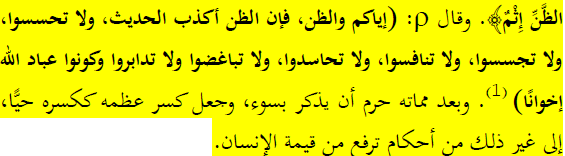 الظَّنِّ إِثْمٌ﴾. وقال ρ: (إياكم والظن، فإن الظن أكذب الحديث، ولا تحسسوا،
ولا تجسسوا، ولا تنافسوا، ولا تحاسدوا، ولا تباغضوا ولا تدابروا وكونوا عباد الله
إخوانًا)(1). وبعد مماته حرم أن يذكر بسوء، وجعل كسر عظمه ككسره حيًّا،
إلى غير ذلك من أحكام ترفع من قيمة الإنسان.